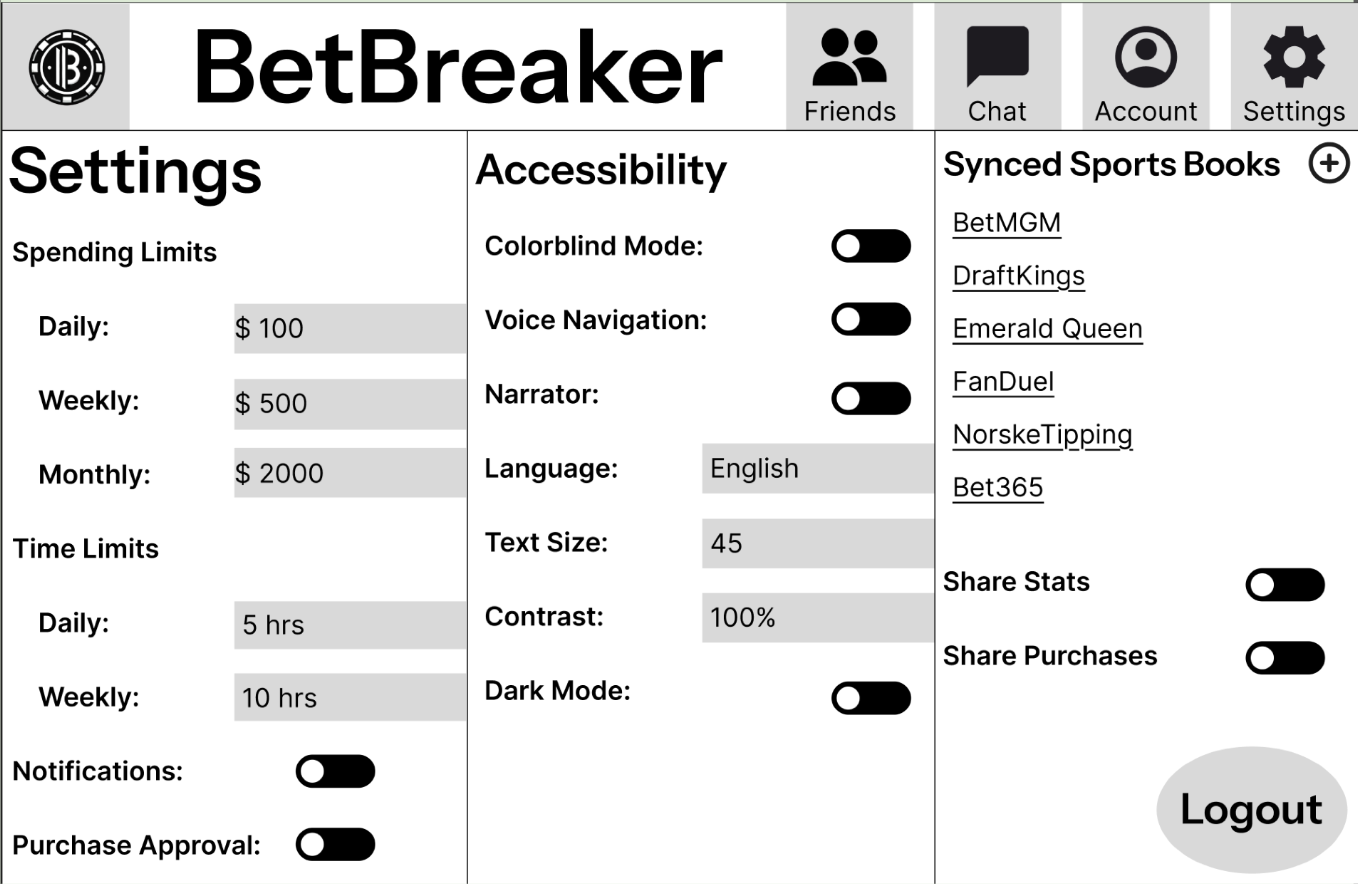 BetBreaker
Friends
Chat
Account
Settings
Settings
Spending Limits
Daily: $ 100
Weekly: $ 500
Monthly: $ 2000
Time Limits
Daily: 5 hrs
Weekly: 10 hrs
Notifications:
Purchase Approval:
Accessibility
Colorblind Mode:
Voice Navigation:
Narrator:
Language: English
Text Size: 45
Contrast: 100%
Dark Mode:
Synced Sports Books
BetMGM
DraftKings
Emerald Queen
FanDuel
NorskeTipping
Bet365
Share Stats
Share Purchases
Logout